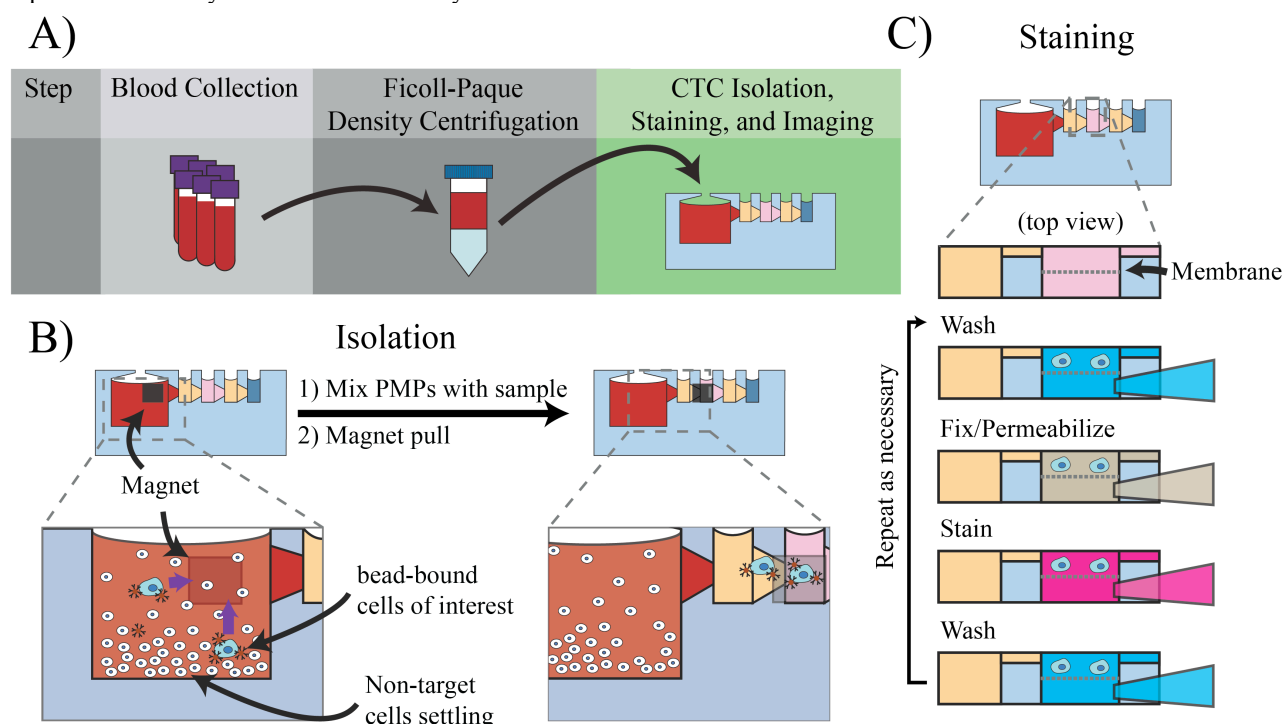 A)
Step
Blood Collection
Ficoll-Paque
Density Centrifugation
CTC Isolation,
Staining, and Imaging
B)
Isolation
1) Mix PMPs with sample
2) Magnet pull
Magnet
bead-bound
cells of interest
Non-target
cells settling
C)
Staining
(top view)
Membrane
Wash
Fix/Permeabilize
Stain
Wash
Repeat as necessary